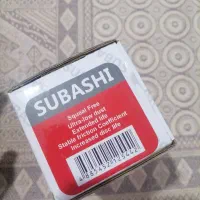 SUBASHI
Squeal Free
Ultra-low dust
Extended life
Stable friction Coefficient
Increased disc life